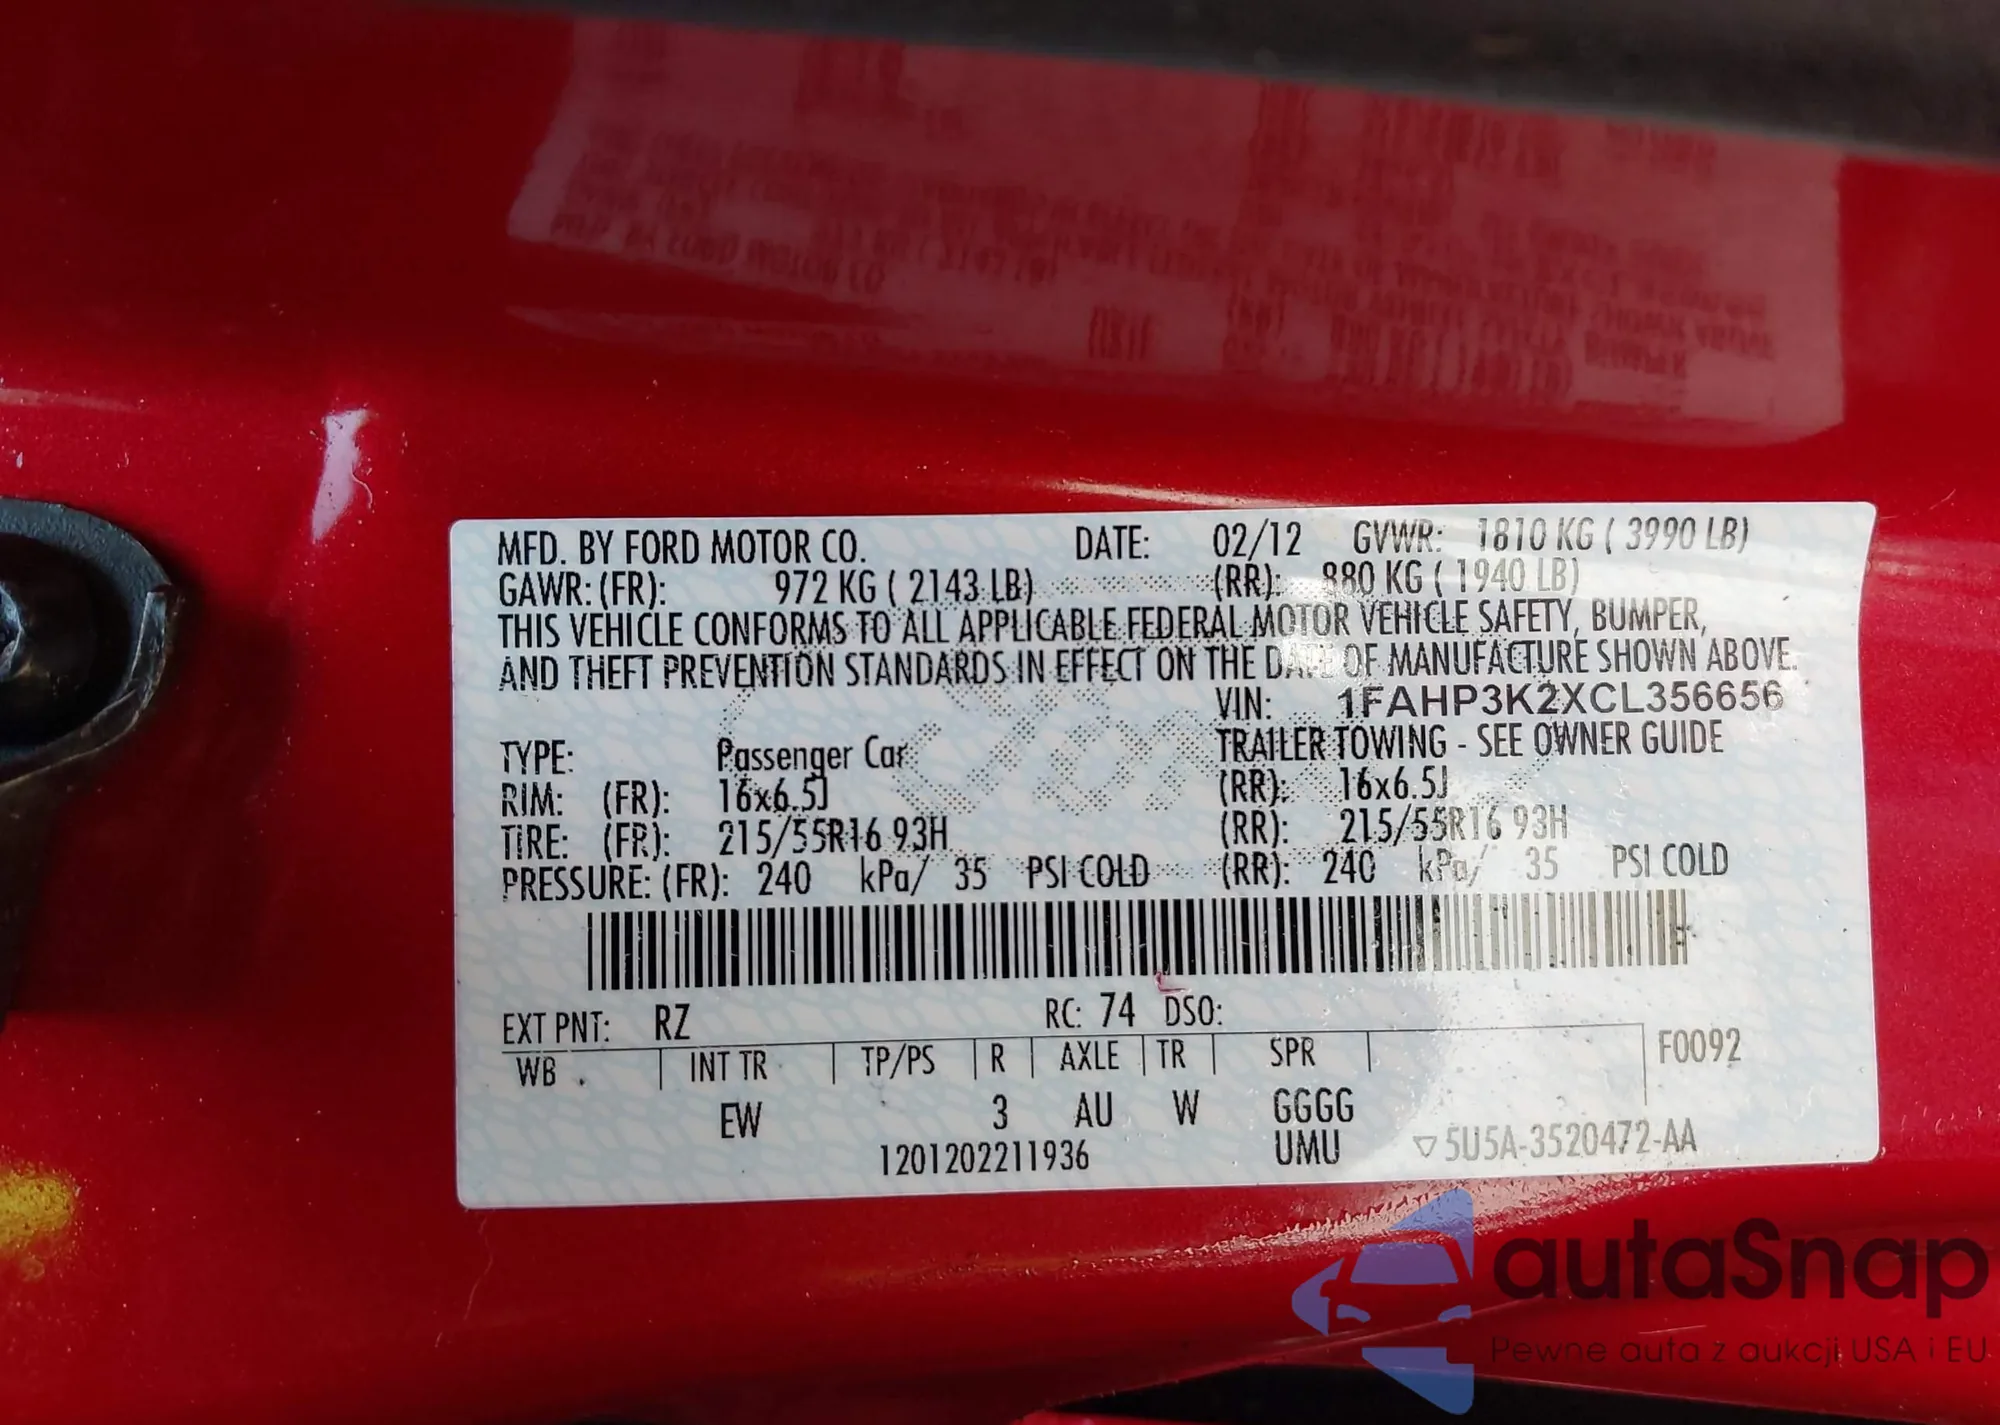 MFD. BY FORD MOTOR CO. DATE: 02/12 GVWR: 1810 KG ( 3990 LB)
GAWR: (FR): 972 KG ( 2143 LB) (RR): 880 KG ( 1940 LB)
THIS VEHICLE CONFORMS TO ALL APPLICABLE FEDERAL MOTOR VEHICLE SAFETY, BUMPER,
AND THEFT PREVENTION STANDARDS IN EFFECT ON THE DATE OF MANUFACTURE SHOWN ABOVE.
VIN: 1FAHP3K2XCL356656
TYPE: Passenger Car TRAILER TOWING - SEE OWNER GUIDE
RIM: (FR): 16x6.5J (RR): 16x6.5J
TIRE: (FR): 215/55R16 93H (RR): 215/55R16 93H
PRESSURE: (FR): 240 kPa/ 35 PSI COLD (RR): 240 kPa/ 35 PSI COLD
EXT PNT: RZ RC: 74 DSO:
WB INT TR TP/PS R AXLE TR SPR F0092
EW 3 AU W GGGG
1201202211936 UMU ▽5U5A-3520472-AA
autaSnap
Pewne auta z aukcji USA i EU